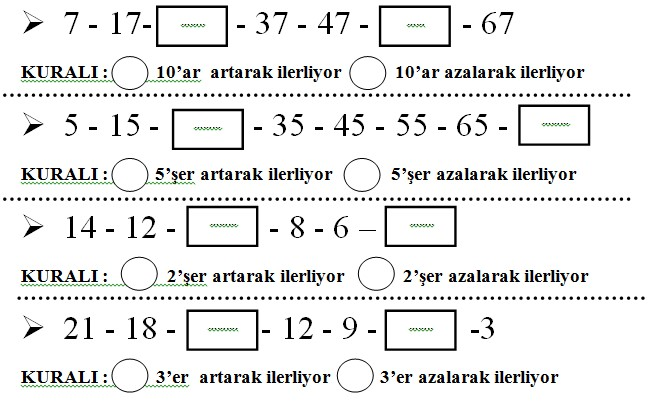 7 - 17- - 37 - 47 - - 67
KURALI : 10’ar artarak ilerliyor 10’ar azalarak ilerliyor
5 - 15 - - 35 - 45 - 55 - 65 -
KURALI : 5’şer artarak ilerliyor 5’şer azalarak ilerliyor
14 - 12 - - 8 - 6 –
KURALI : 2’şer artarak ilerliyor 2’şer azalarak ilerliyor
21 - 18 - - 12 - 9 - -3
KURALI : 3’er artarak ilerliyor 3’er azalarak ilerliyor